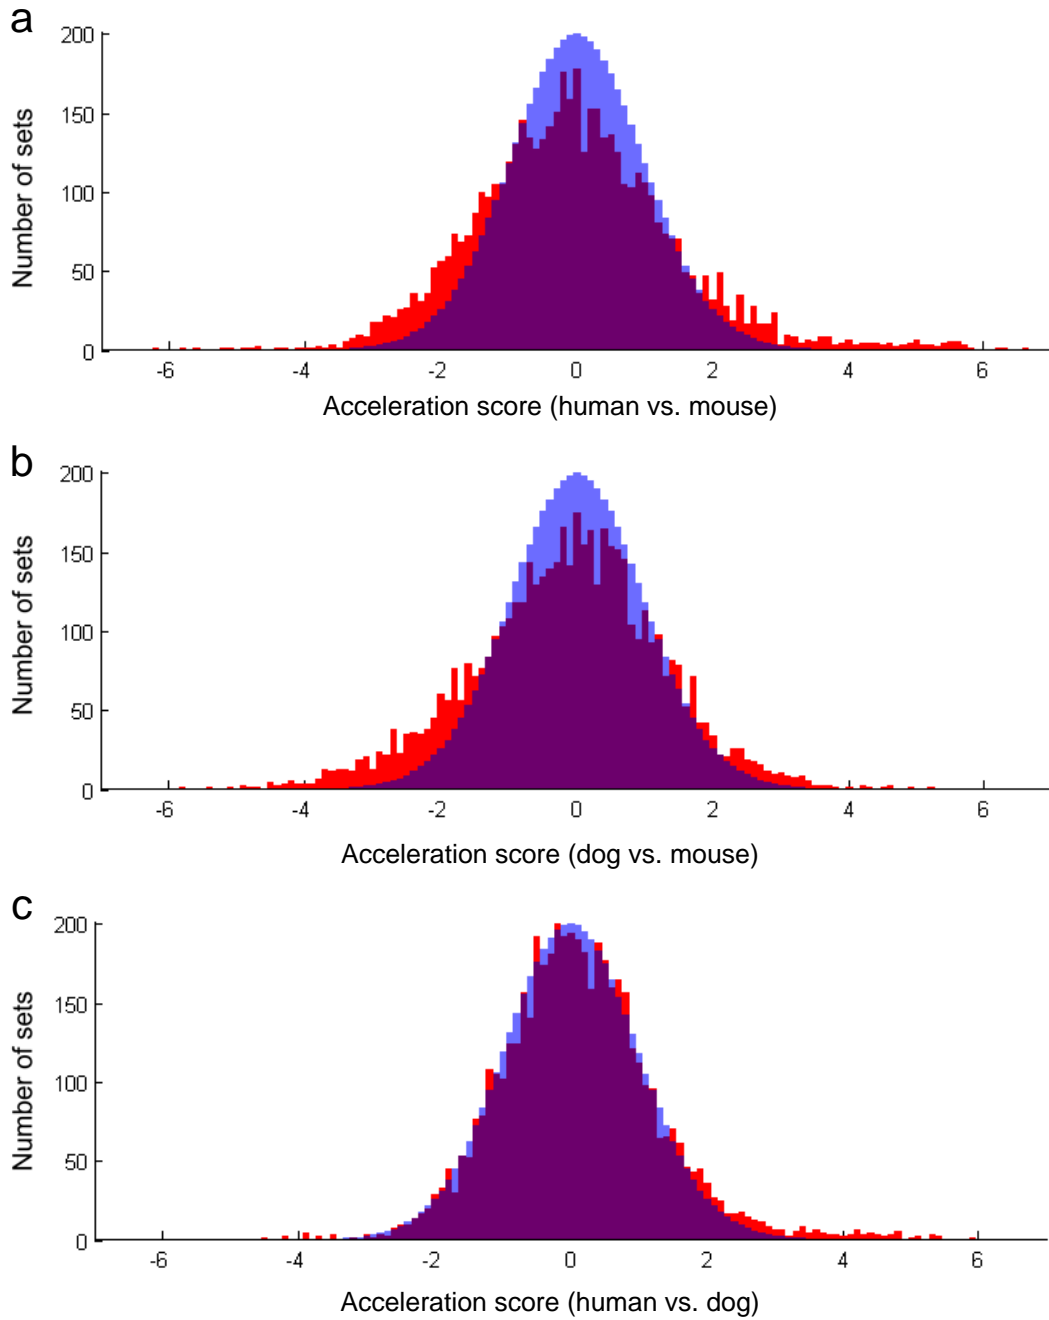 a
Number of sets
200
150
100
50
0
-6 -4 -2 0 2 4 6
Acceleration score (human vs. mouse)
b
Number of sets
200
150
100
50
0
-6 -4 -2 0 2 4 6
Acceleration score (dog vs. mouse)
c
Number of sets
200
150
100
50
0
-6 -4 -2 0 2 4 6
Acceleration score (human vs. dog)